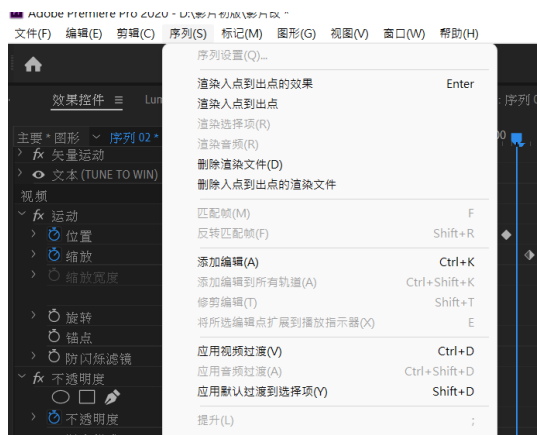 Adobe Premiere Pro 2020 - D:\影片初版\影片改 *
文件(F) 编辑(E) 剪辑(C) 序列(S) 标记(M) 图形(G) 视图(V) 窗口(W) 帮助(H)
序列设置(Q)...
渲染入点到出点的效果 Enter
渲染入点到出点
渲染选择项(R)
渲染音频(R)
删除渲染文件(D)
删除入点到出点的渲染文件
匹配帧(M) F
反转匹配帧(F) Shift+R
添加编辑(A) Ctrl+K
添加编辑到所有轨道(A) Ctrl+Shift+K
修剪编辑(T) Shift+T
将所选编辑点扩展到播放指示器(X) E
应用视频过渡(V) Ctrl+D
应用音频过渡(A) Ctrl+Shift+D
应用默认过渡到选择项(Y) Shift+D
提升(L) ;
效果控件 Lum
: 序列
主要 * 图形 序列 02 *
00
fx 矢量运动
文本 (TUNE TO WIN)
视频
fx 运动
位置
缩放
缩放宽度
旋转
锚点
防闪烁滤镜
fx 不透明度
不透明度